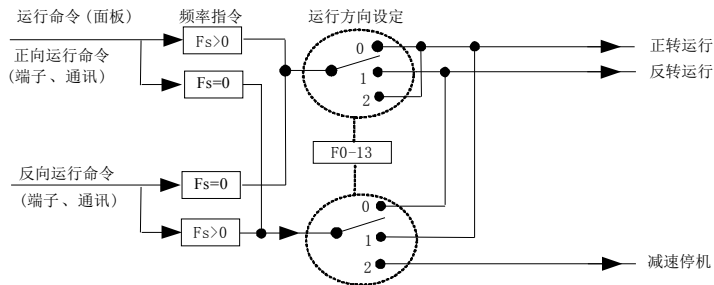 运行命令(面板)
频率指令
运行方向设定
正向运行命令
(端子、通讯)
Fs>0
Fs=0
0
1
2
正转运行
反转运行
F0-13
反向运行命令
(端子、通讯)
Fs=0
Fs>0
0
1
2
减速停机